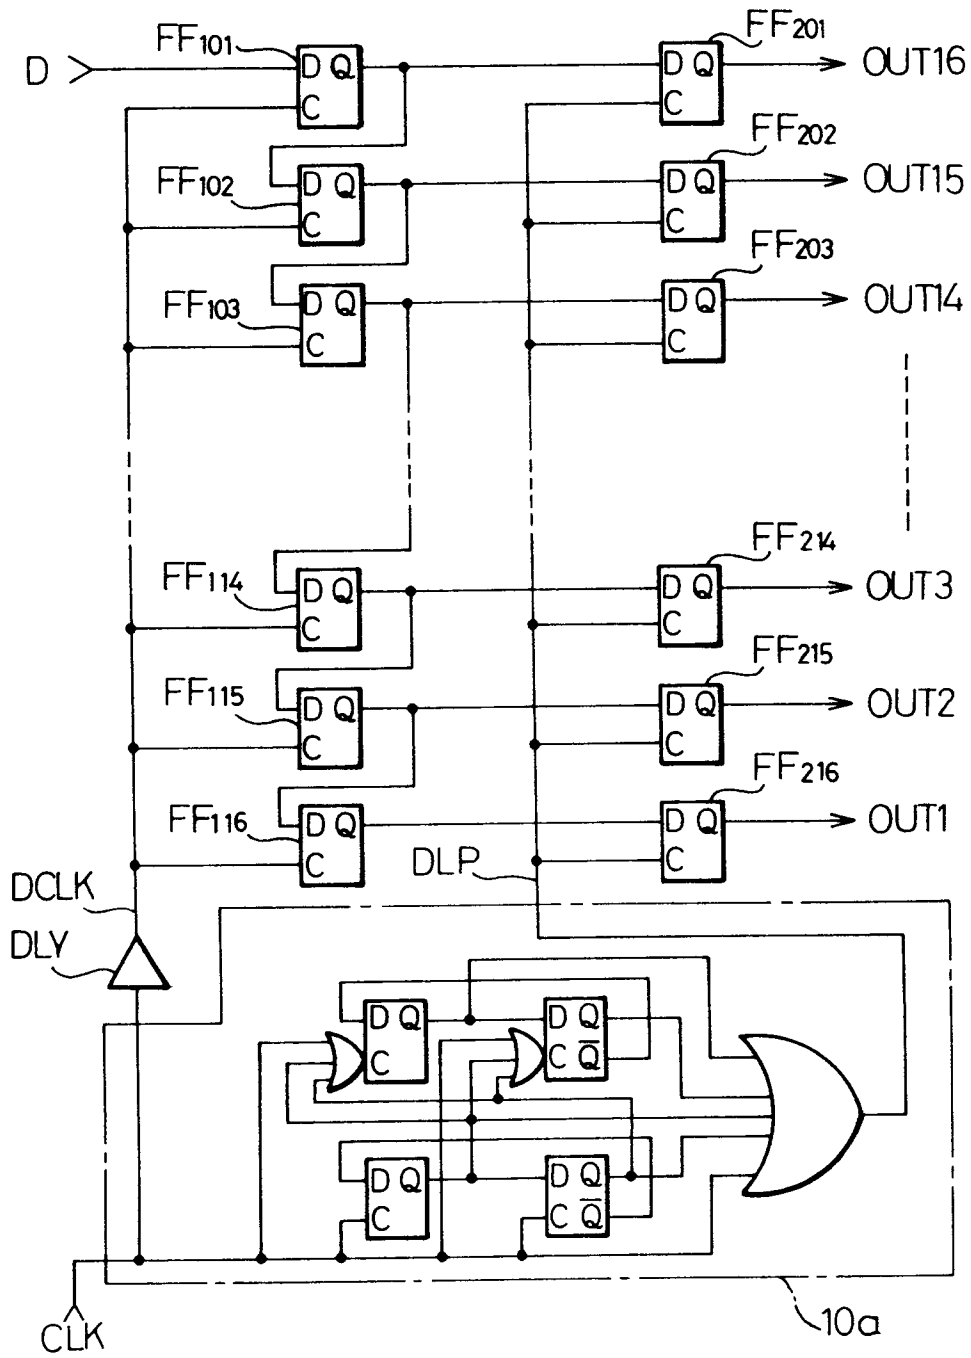 D FF101 D Q C FF201 D Q C OUT16
FF102 D Q C FF202 D Q C OUT15
FF103 D Q C FF203 D Q C OUT14
FF114 D Q C FF214 D Q C OUT3
FF115 D Q C FF215 D Q C OUT2
FF116 D Q C FF216 D Q C OUT1
DCLK DLP
DLY
D Q C D Q C Q̅
D Q C D Q C Q̅
CLK 10a